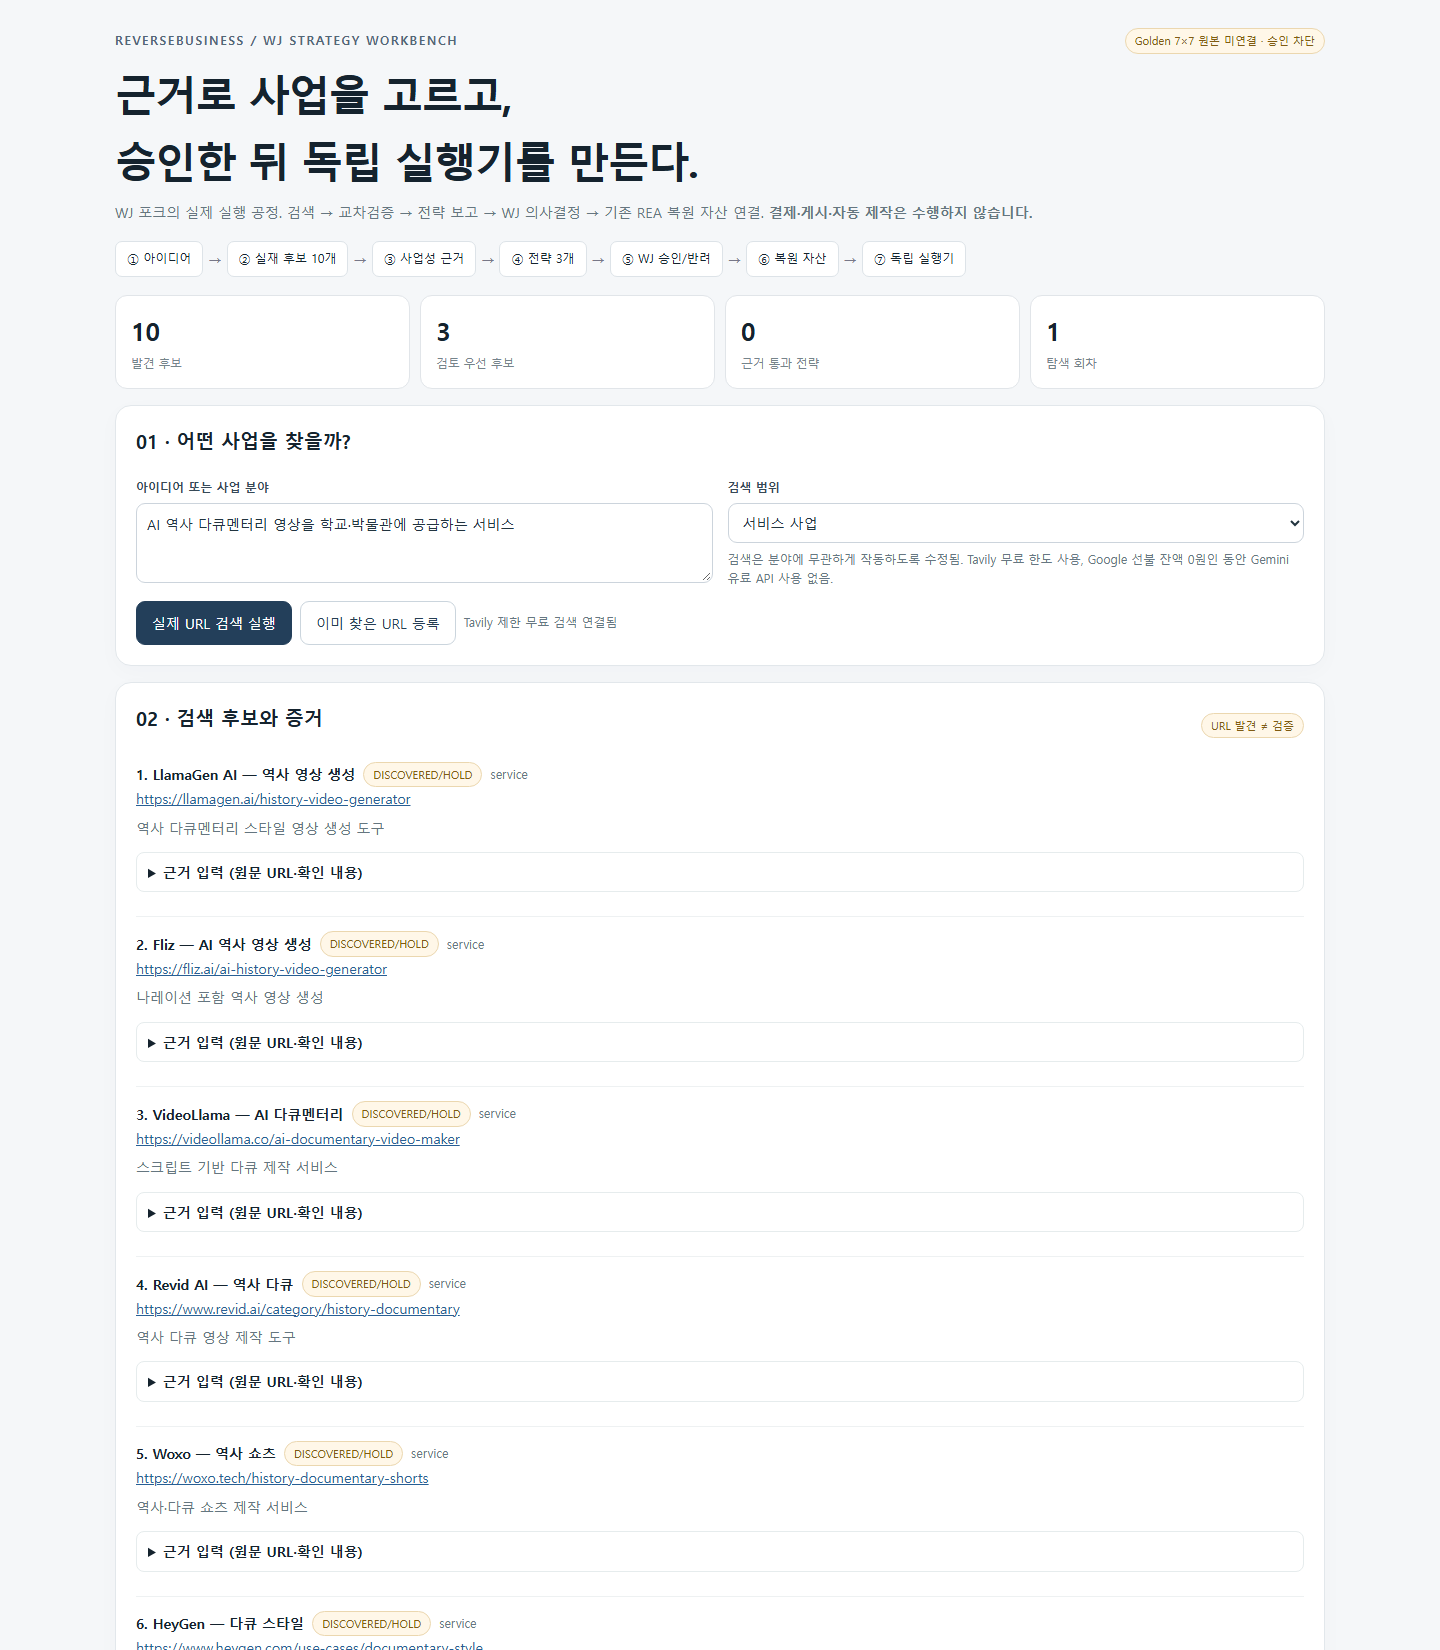 REVERSEBUSINESS / WJ STRATEGY WORKBENCH
Golden 7×7 원본 미연결 · 승인 차단
근거로 사업을 고르고,
승인한 뒤 독립 실행기를 만든다.
WJ 포크의 실제 실행 공정. 검색 → 교차검증 → 전략 보고 → WJ 의사결정 → 기존 REA 복원 자산 연결. 결제·게시·자동 제작은 수행하지 않습니다.
① 아이디어 → ② 실재 후보 10개 → ③ 사업성 근거 → ④ 전략 3개 → ⑤ WJ 승인/반려 → ⑥ 복원 자산 → ⑦ 독립 실행기
10
발견 후보
3
검토 우선 후보
0
근거 통과 전략
1
탐색 회차
01 · 어떤 사업을 찾을까?
아이디어 또는 사업 분야
AI 역사 다큐멘터리 영상을 학교·박물관에 공급하는 서비스
검색 범위
서비스 사업
검색은 분야에 무관하게 작동하도록 수정됨. Tavily 무료 한도 사용, Google 선불 잔액 0원인 동안 Gemini
유료 API 사용 없음.
실제 URL 검색 실행
이미 찾은 URL 등록
Tavily 제한 무료 검색 연결됨
02 · 검색 후보와 증거
URL 발견 ≠ 검증
1. LlamaGen AI — 역사 영상 생성 DISCOVERED/HOLD service
https://llamagen.ai/history-video-generator
역사 다큐멘터리 스타일 영상 생성 도구
▶ 근거 입력 (원문 URL·확인 내용)
2. Fliz — AI 역사 영상 생성 DISCOVERED/HOLD service
https://fliz.ai/ai-history-video-generator
나레이션 포함 역사 영상 생성
▶ 근거 입력 (원문 URL·확인 내용)
3. VideoLlama — AI 다큐멘터리 DISCOVERED/HOLD service
https://videollama.co/ai-documentary-video-maker
스크립트 기반 다큐 제작 서비스
▶ 근거 입력 (원문 URL·확인 내용)
4. Revid AI — 역사 다큐 DISCOVERED/HOLD service
https://www.revid.ai/category/history-documentary
역사 다큐 영상 제작 도구
▶ 근거 입력 (원문 URL·확인 내용)
5. Woxo — 역사 쇼츠 DISCOVERED/HOLD service
https://woxo.tech/history-documentary-shorts
역사·다큐 쇼츠 제작 서비스
▶ 근거 입력 (원문 URL·확인 내용)
6. HeyGen — 다큐 스타일 DISCOVERED/HOLD service
https://www.heygen.com/use-cases/documentary-style